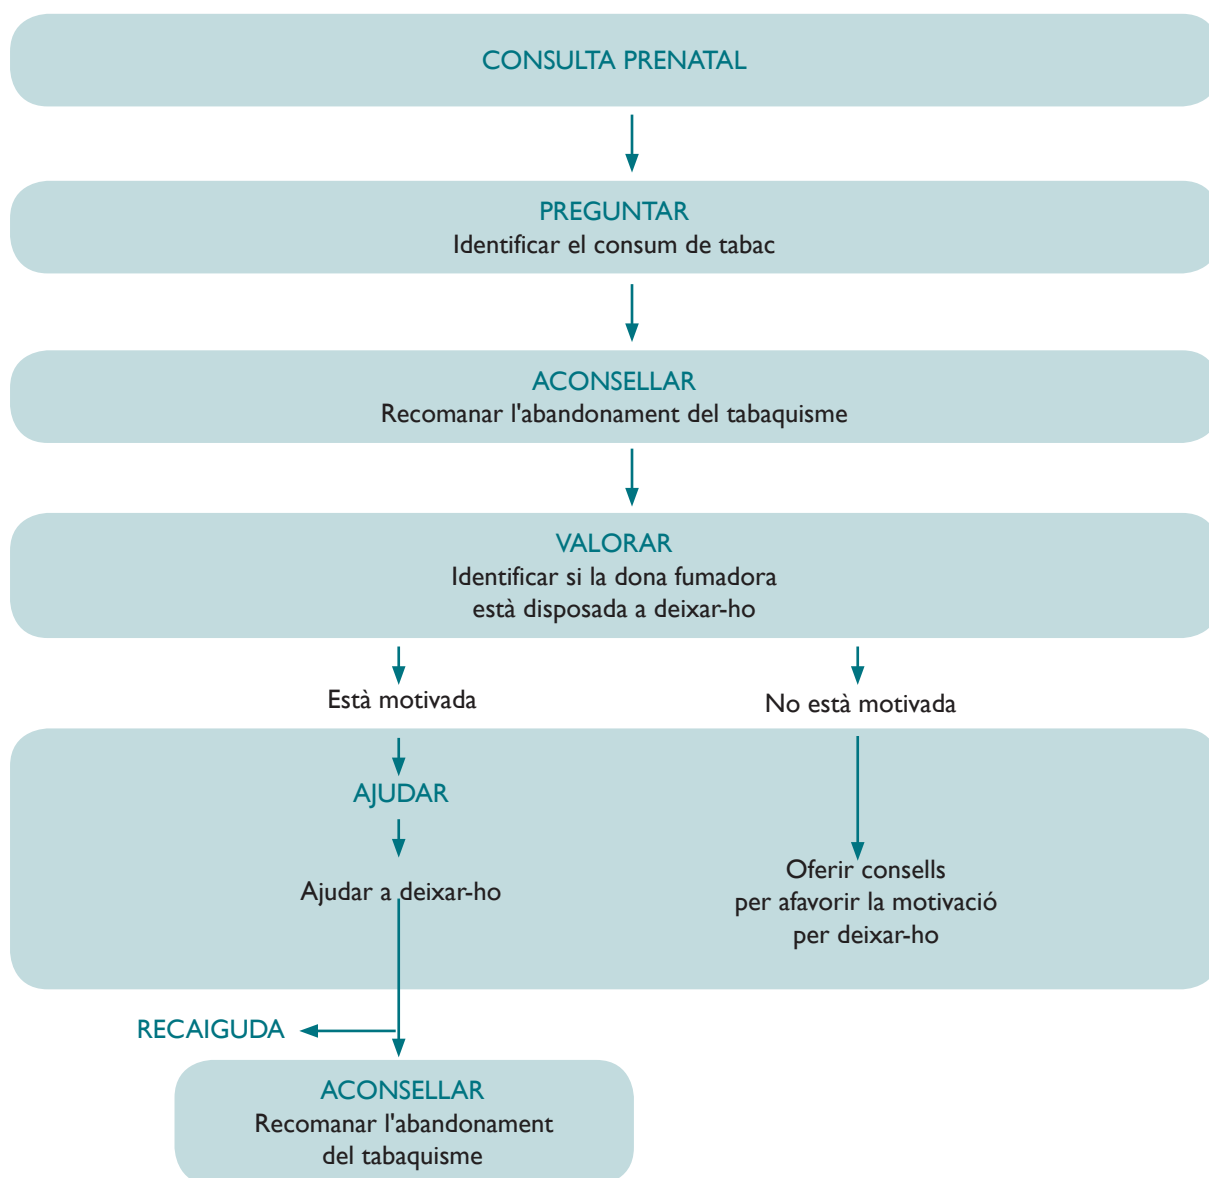 CONSULTA PRENATAL
PREGUNTAR
Identificar el consum de tabac
ACONSELLAR
Recomanar l'abandonament del tabaquisme
VALORAR
Identificar si la dona fumadora
està disposada a deixar-ho
Està motivada
No està motivada
AJUDAR
Ajudar a deixar-ho
Oferir consells
per afavorir la motivació
per deixar-ho
RECAIGUDA
ACONSELLAR
Recomanar l'abandonament
del tabaquisme